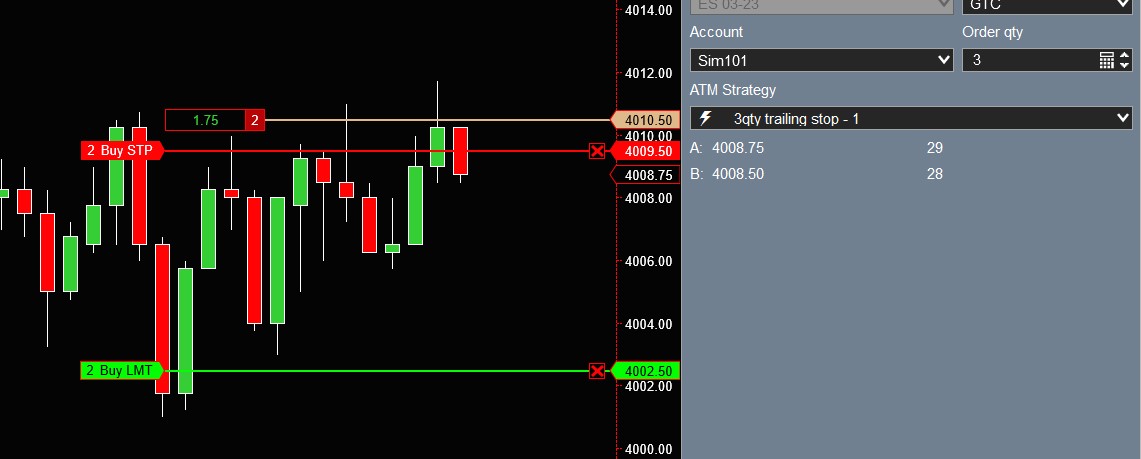 4014.00
4012.00
1.75 2
4010.50
4010.00
2 Buy STP
4009.50
4008.75
4008.00
4006.00
4004.00
2 Buy LMT
4002.50
4002.00
4000.00
ES 03-23 GTC
Account Order qty
Sim101 3
ATM Strategy
3qty trailing stop - 1
A: 4008.75 29
B: 4008.50 28